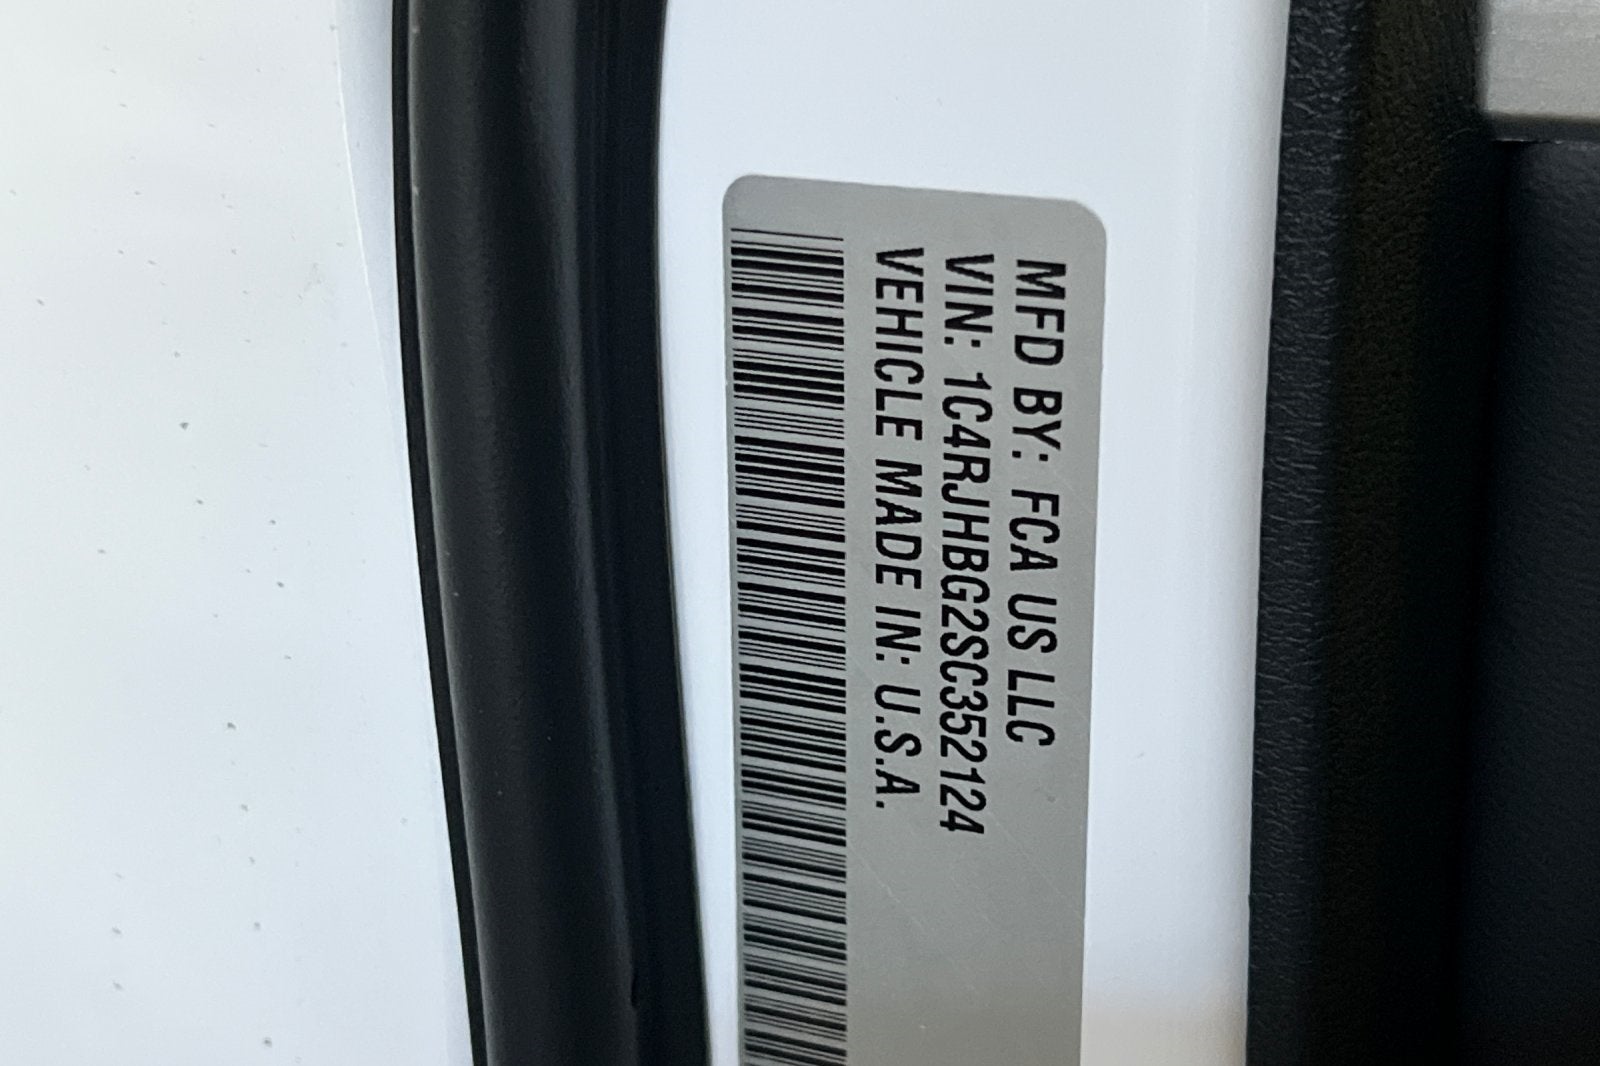 MFD BY: FCA US LLC
VIN: 1C4RJHBG2SC352124
VEHICLE MADE IN: U.S.A.